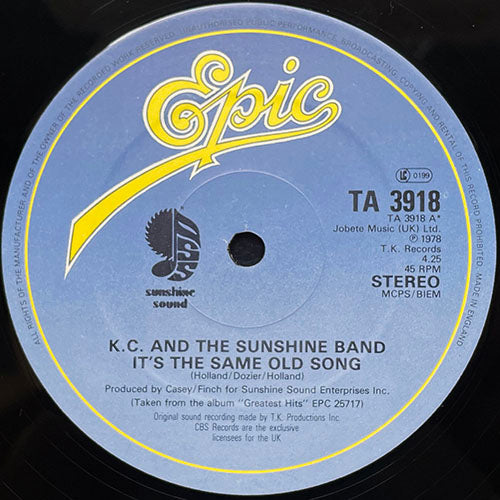 ALL RIGHTS OF THE MANUFACTURER AND OF THE OWNER OF THE RECORDED WORK RESERVED. UNAUTHORISED PUBLIC PERFORMANCE, BROADCASTING, COPYING AND RENTAL OF THIS RECORD PROHIBITED. MADE IN ENGLAND.
Epic
LC 0199
TA 3918
TA 3918 A*
Jobete Music (UK) Ltd.
℗ 1978
T.K. Records
4.25
45 RPM
STEREO
MCPS/BIEM
sunshine
sound
K.C. AND THE SUNSHINE BAND
IT'S THE SAME OLD SONG
(Holland/Dozier/Holland)
Produced by Casey/Finch for Sunshine Sound Enterprises Inc.
(Taken from the album "Greatest Hits" EPC 25717)
Original sound recording made by T.K. Productions Inc.
CBS Records are the exclusive
licensees for the UK